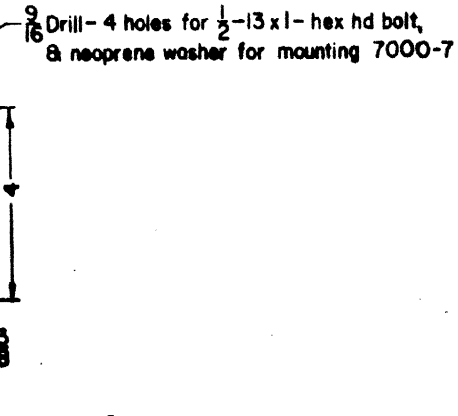 9/16 Drill-4 holes for 1/2-13 x 1- hex hd bolt,
& neoprene washer for mounting 7000-7
4